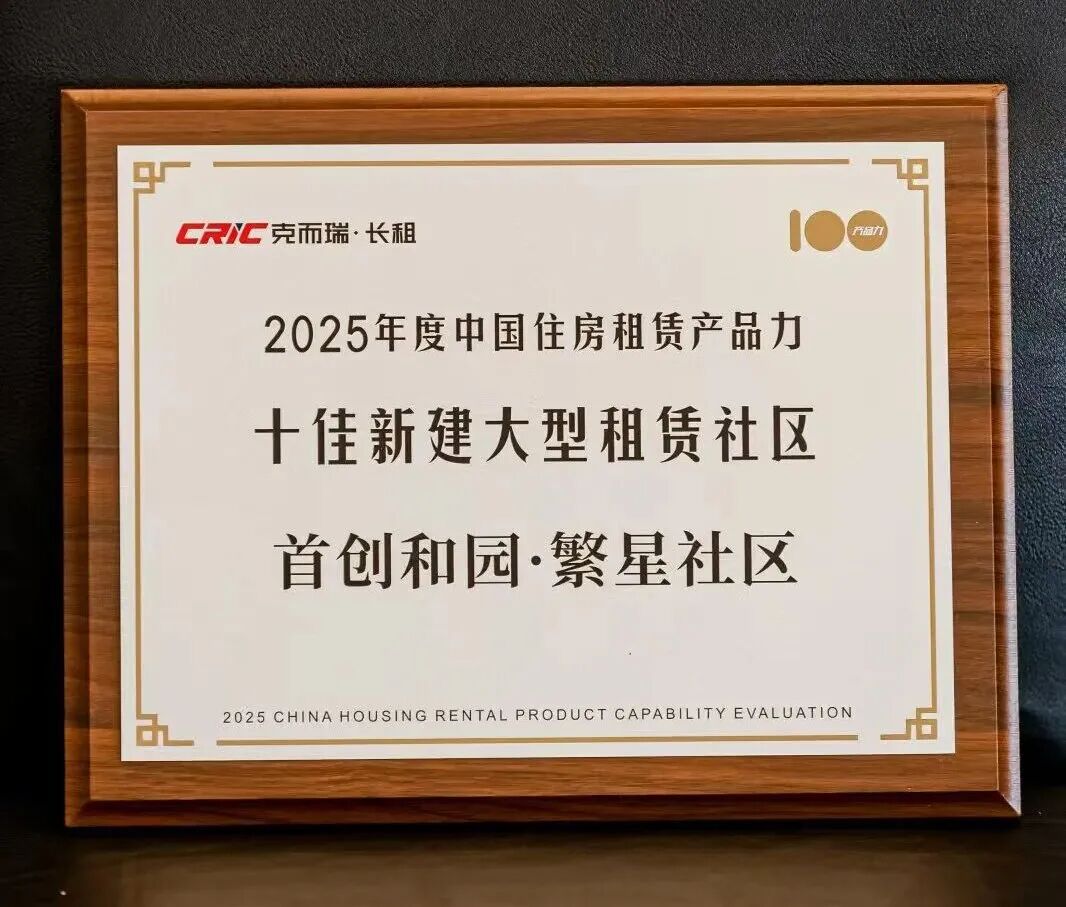 CRIC 克而瑞·长租
100 产品力
2025年度中国住房租赁产品力
十佳新建大型租赁社区
首创和园·繁星社区
2025 CHINA HOUSING RENTAL PRODUCT CAPABILITY EVALUATION